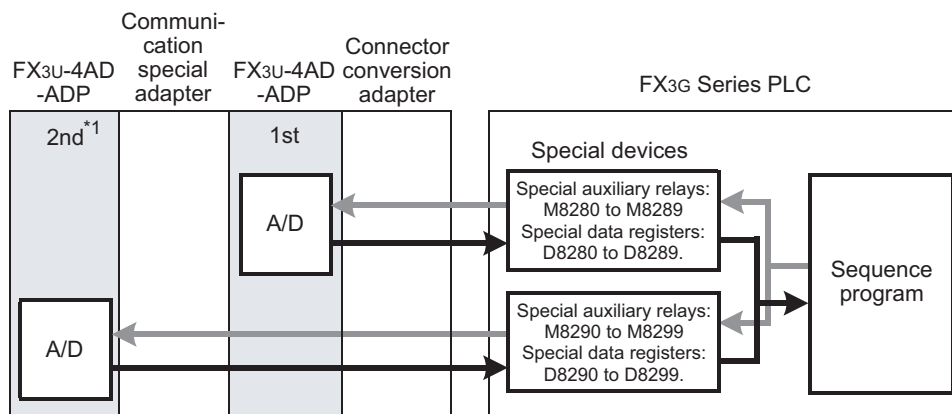 FX3U-4AD
-ADP
Communi-
cation
special
adapter
FX3U-4AD
-ADP
Connector
conversion
adapter
FX3G Series PLC
2nd*1
1st
Special devices
A/D
Special auxiliary relays:
M8280 to M8289
Special data registers:
D8280 to D8289.
Sequence
program
A/D
Special auxiliary relays:
M8290 to M8299
Special data registers:
D8290 to D8299.